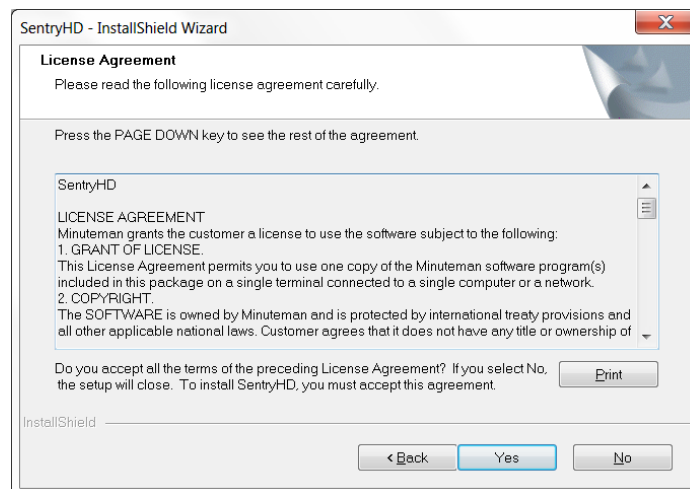 SentryHD - InstallShield Wizard
X
License Agreement
Please read the following license agreement carefully.
Press the PAGE DOWN key to see the rest of the agreement.
SentryHD
LICENSE AGREEMENT
Minuteman grants the customer a license to use the software subject to the following:
1. GRANT OF LICENSE.
This License Agreement permits you to use one copy of the Minuteman software program(s)
included in this package on a single terminal connected to a single computer or a network.
2. COPYRIGHT.
The SOFTWARE is owned by Minuteman and is protected by international treaty provisions and
all other applicable national laws. Customer agrees that it does not have any title or ownership of
Do you accept all the terms of the preceding License Agreement? If you select No,
the setup will close. To install SentryHD, you must accept this agreement.
Print
InstallShield
< Back
Yes
No